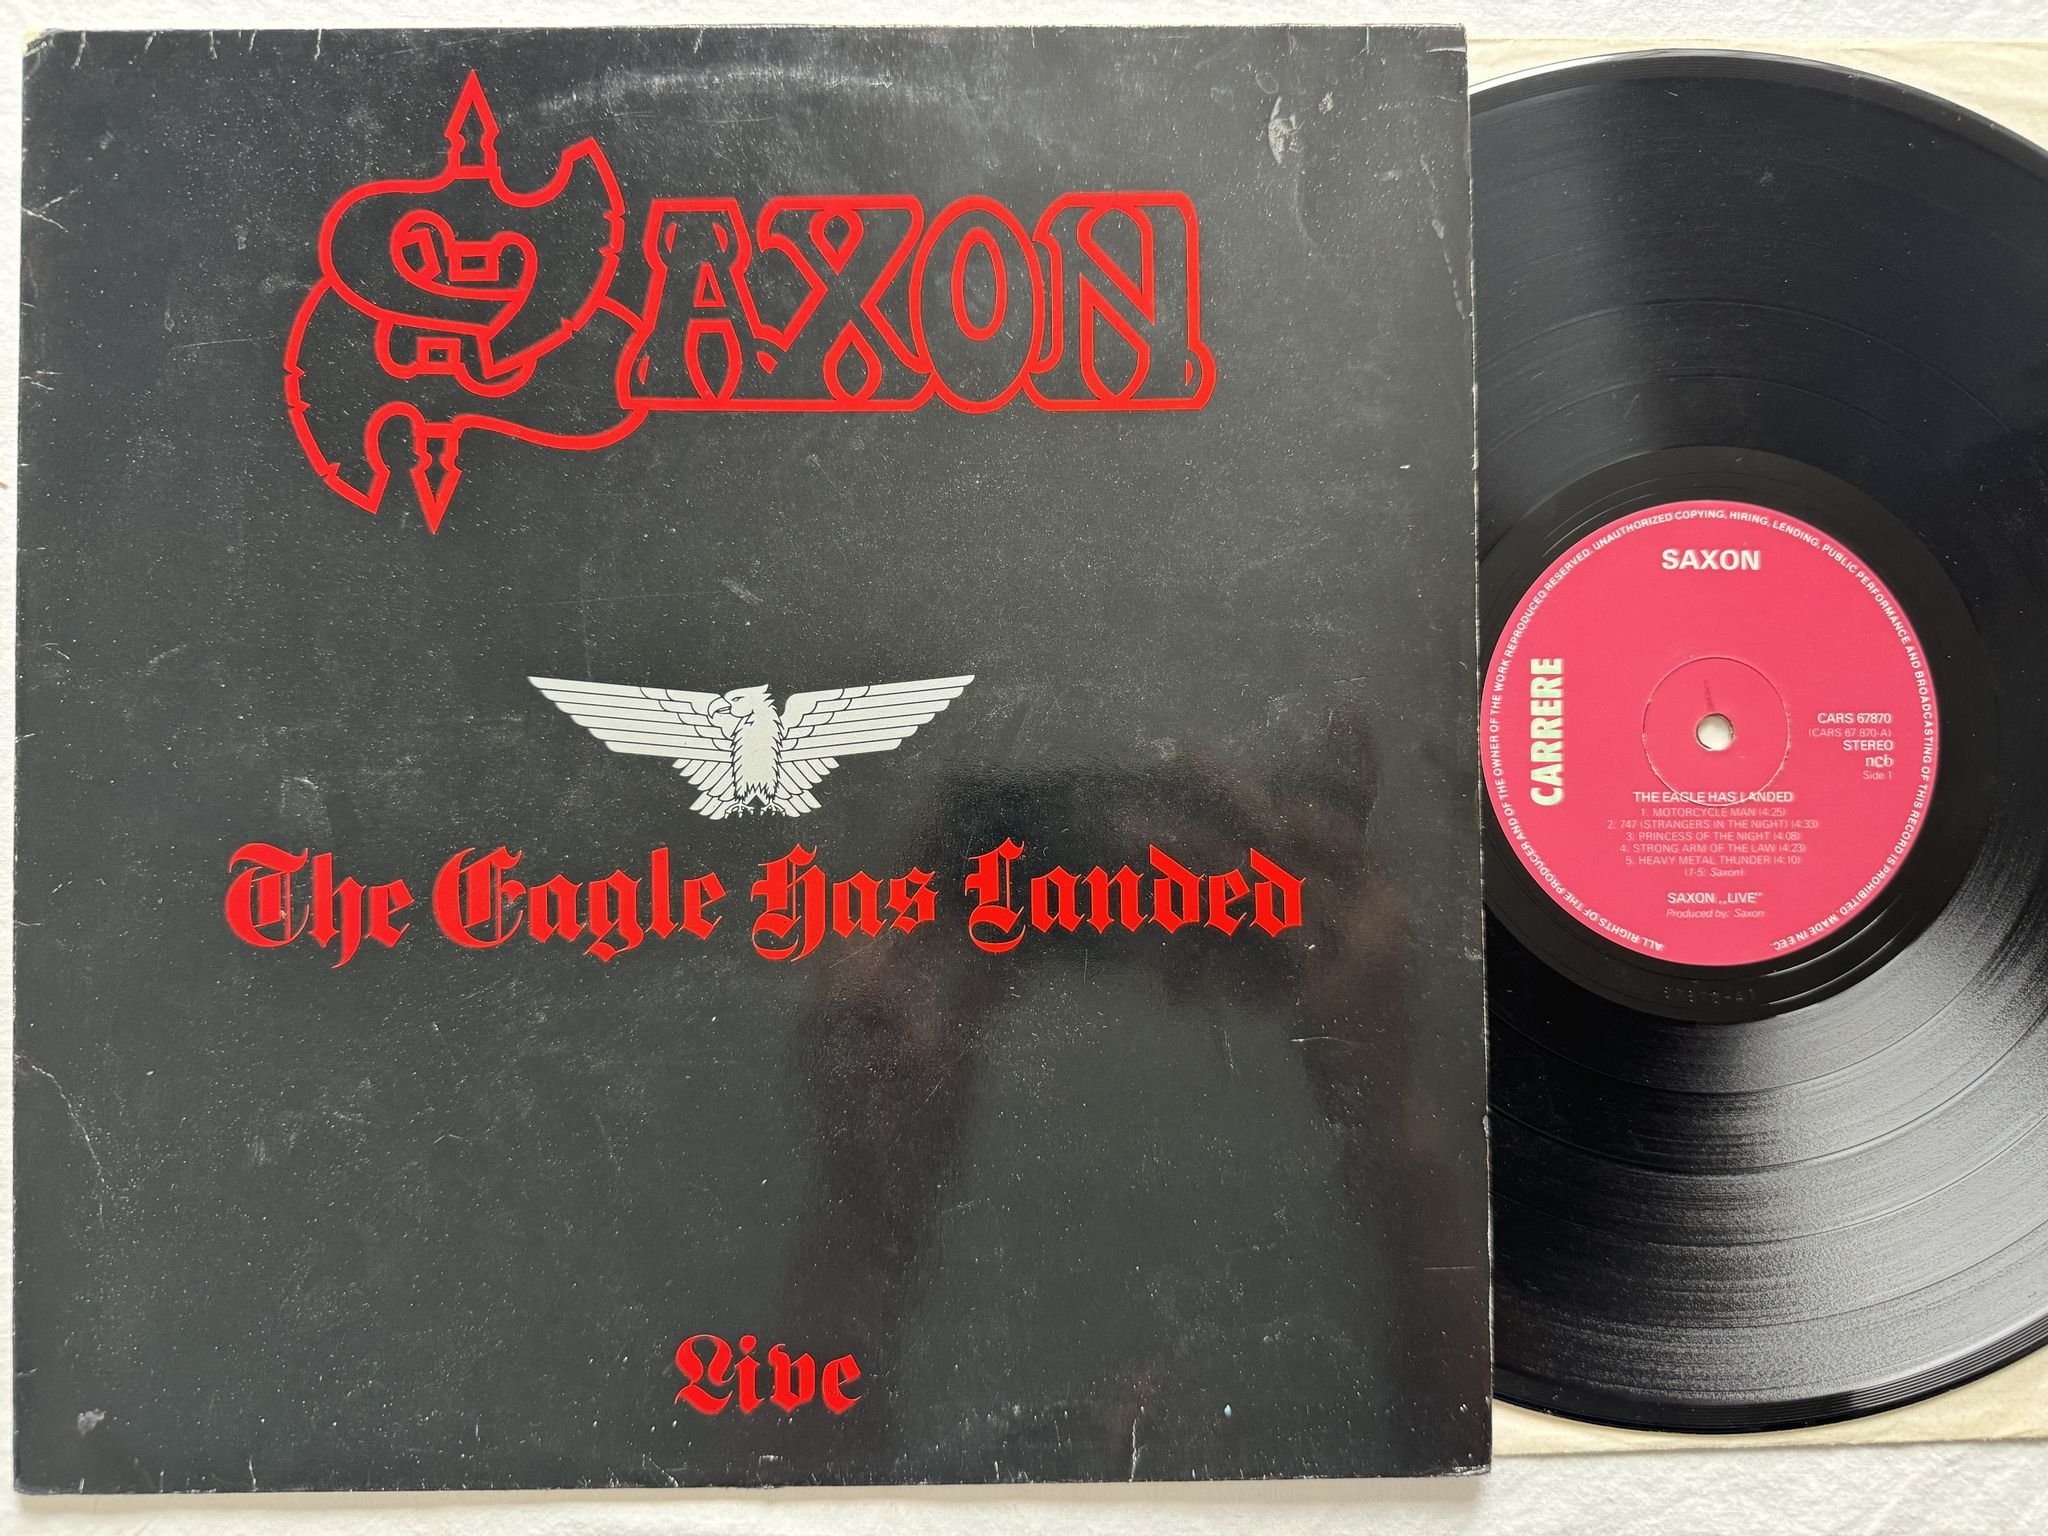 SAXON
The Eagle Has Landed
Live
ALL RIGHTS OF THE PRODUCER AND OF THE OWNER OF THE WORK REPRODUCED RESERVED. UNAUTHORIZED COPYING, HIRING, LENDING, PUBLIC PERFORMANCE AND BROADCASTING OF THIS RECORD IS PROHIBITED. MADE IN EEC.
SAXON
CARRERE
CARS 67870
(CARS 67 870-A)
STEREO
ncb
Side 1
THE EAGLE HAS LANDED
1. MOTORCYCLE MAN (4:25)
2. 747 (STRANGERS IN THE NIGHT) (4:33)
3. PRINCESS OF THE NIGHT (4:08)
4. STRONG ARM OF THE LAW (4:23)
5. HEAVY METAL THUNDER (4:10)
(1-5: Saxon)
SAXON ,,LIVE"
Produced by: Saxon